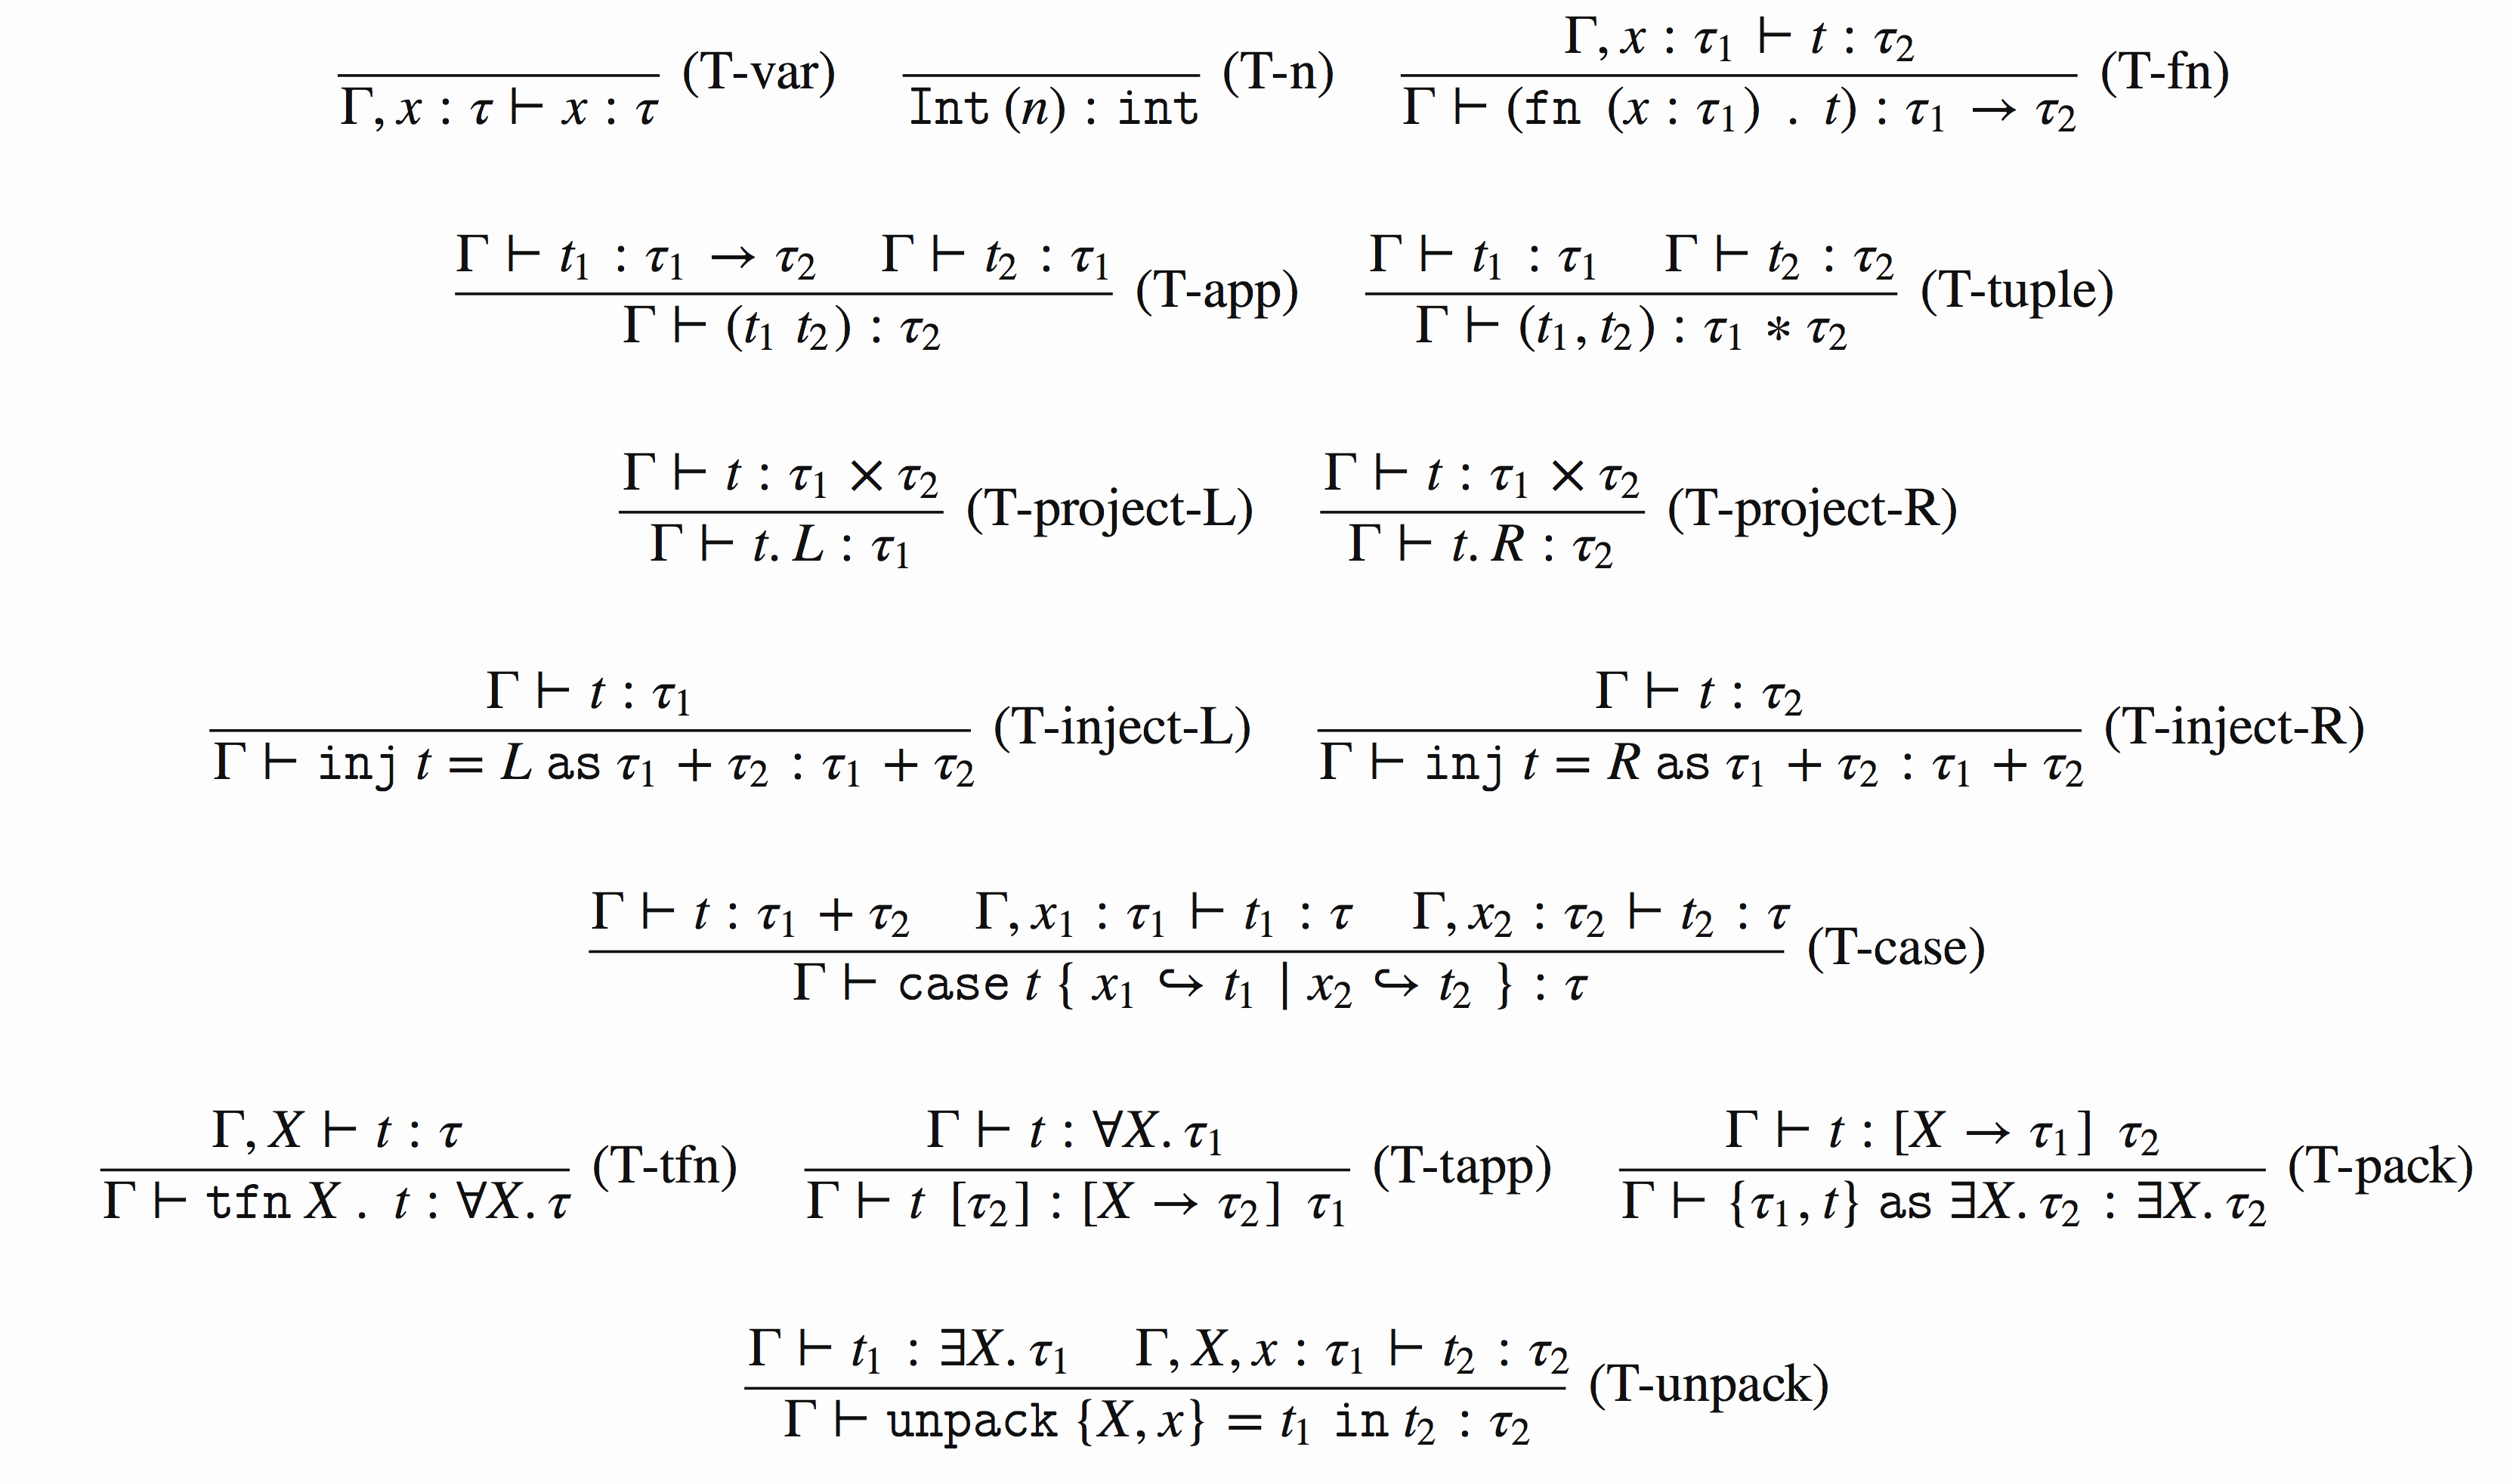 Γ, x : τ ⊢ x : τ (T-var) Int (n) : int (T-n) Γ, x : τ₁ ⊢ t : τ₂
Γ ⊢ (fn (x : τ₁) . t) : τ₁ → τ₂ (T-fn)
Γ ⊢ t₁ : τ₁ → τ₂ Γ ⊢ t₂ : τ₁
Γ ⊢ (t₁ t₂) : τ₂ (T-app)
Γ ⊢ t₁ : τ₁ Γ ⊢ t₂ : τ₂
Γ ⊢ (t₁, t₂) : τ₁ * τ₂ (T-tuple)
Γ ⊢ t : τ₁ × τ₂
Γ ⊢ t. L : τ₁ (T-project-L)
Γ ⊢ t : τ₁ × τ₂
Γ ⊢ t. R : τ₂ (T-project-R)
Γ ⊢ t : τ₁
Γ ⊢ inj t = L as τ₁ + τ₂ : τ₁ + τ₂ (T-inject-L)
Γ ⊢ t : τ₂
Γ ⊢ inj t = R as τ₁ + τ₂ : τ₁ + τ₂ (T-inject-R)
Γ ⊢ t : τ₁ + τ₂ Γ, x₁ : τ₁ ⊢ t₁ : τ Γ, x₂ : τ₂ ⊢ t₂ : τ
Γ ⊢ case t { x₁ ↪ t₁ | x₂ ↪ t₂ } : τ (T-case)
Γ, X ⊢ t : τ
Γ ⊢ tfn X . t : ∀X. τ (T-tfn)
Γ ⊢ t : ∀X. τ₁
Γ ⊢ t [τ₂] : [X → τ₂] τ₁ (T-tapp)
Γ ⊢ t : [X → τ₁] τ₂
Γ ⊢ {τ₁, t} as ∃X. τ₂ : ∃X. τ₂ (T-pack)
Γ ⊢ t₁ : ∃X. τ₁ Γ, X, x : τ₁ ⊢ t₂ : τ₂
Γ ⊢ unpack {X, x} = t₁ in t₂ : τ₂ (T-unpack)